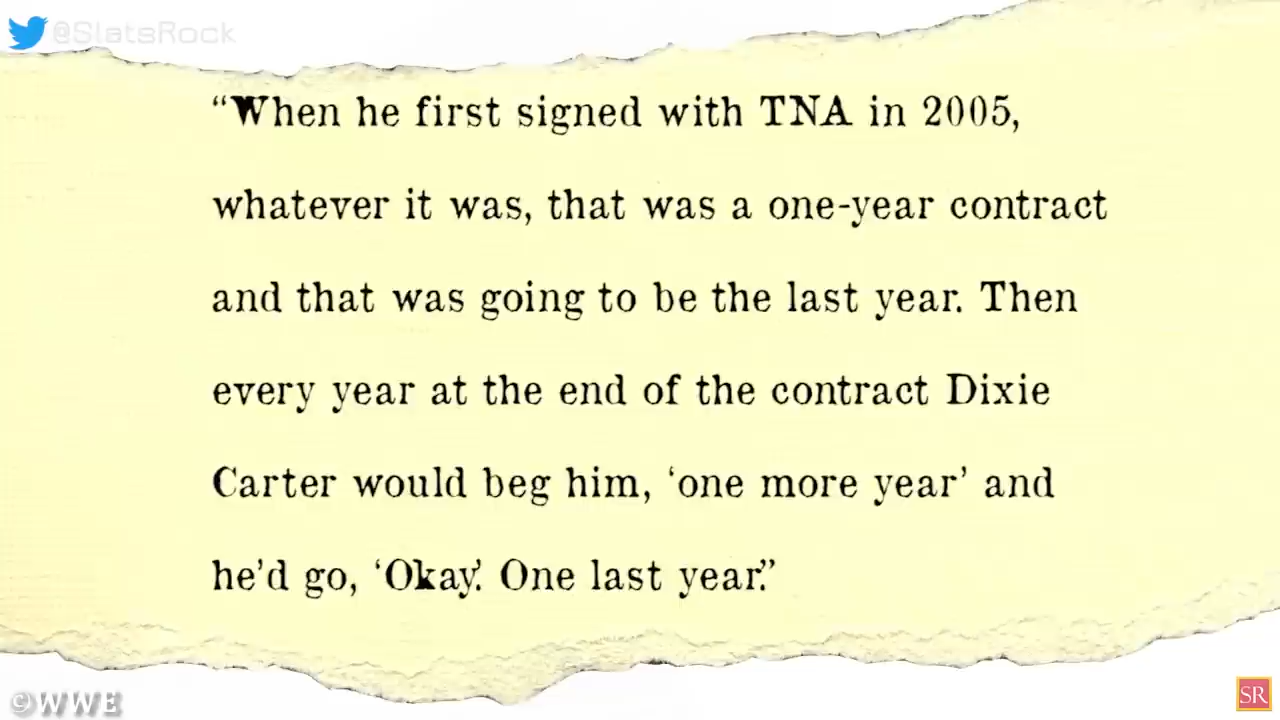 @SlatsRock
“When he first signed with TNA in 2005,
whatever it was, that was a one-year contract
and that was going to be the last year. Then
every year at the end of the contract Dixie
Carter would beg him, ‘one more year’ and
he’d go, ‘Okay’. One last year.”
©WWE
SR